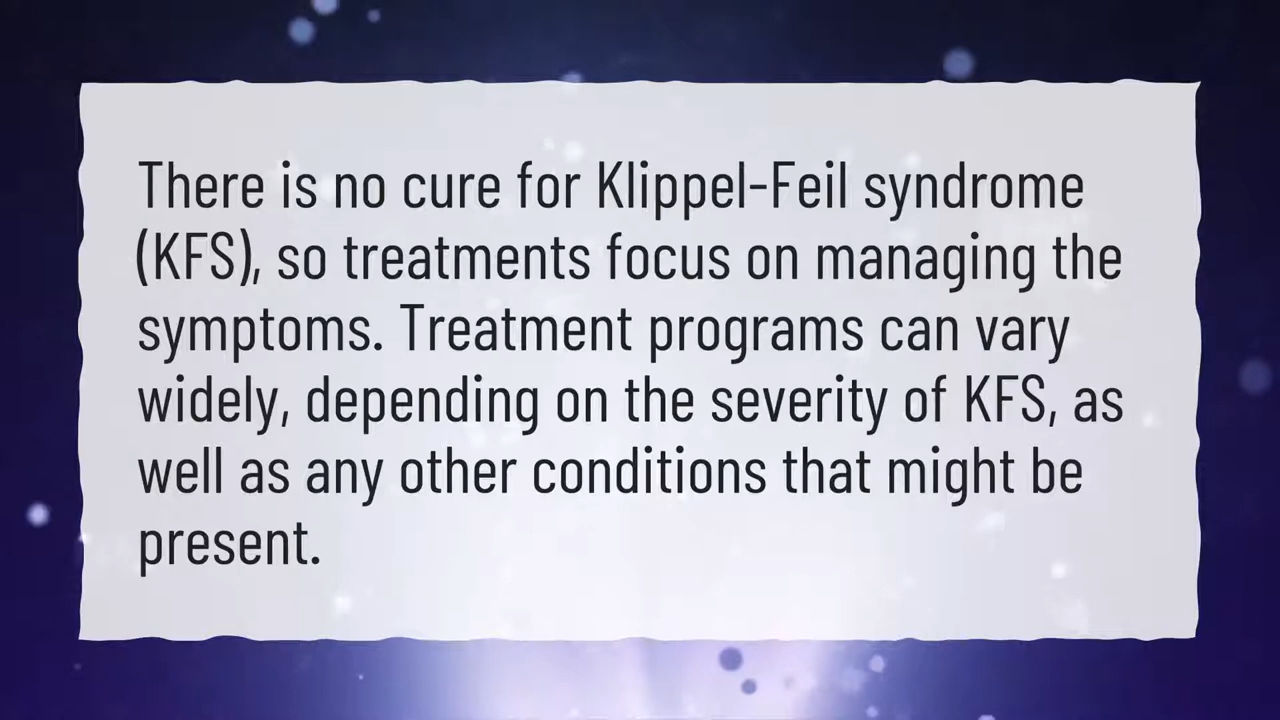 There is no cure for Klippel-Feil syndrome
(KFS), so treatments focus on managing the
symptoms. Treatment programs can vary
widely, depending on the severity of KFS, as
well as any other conditions that might be
present.